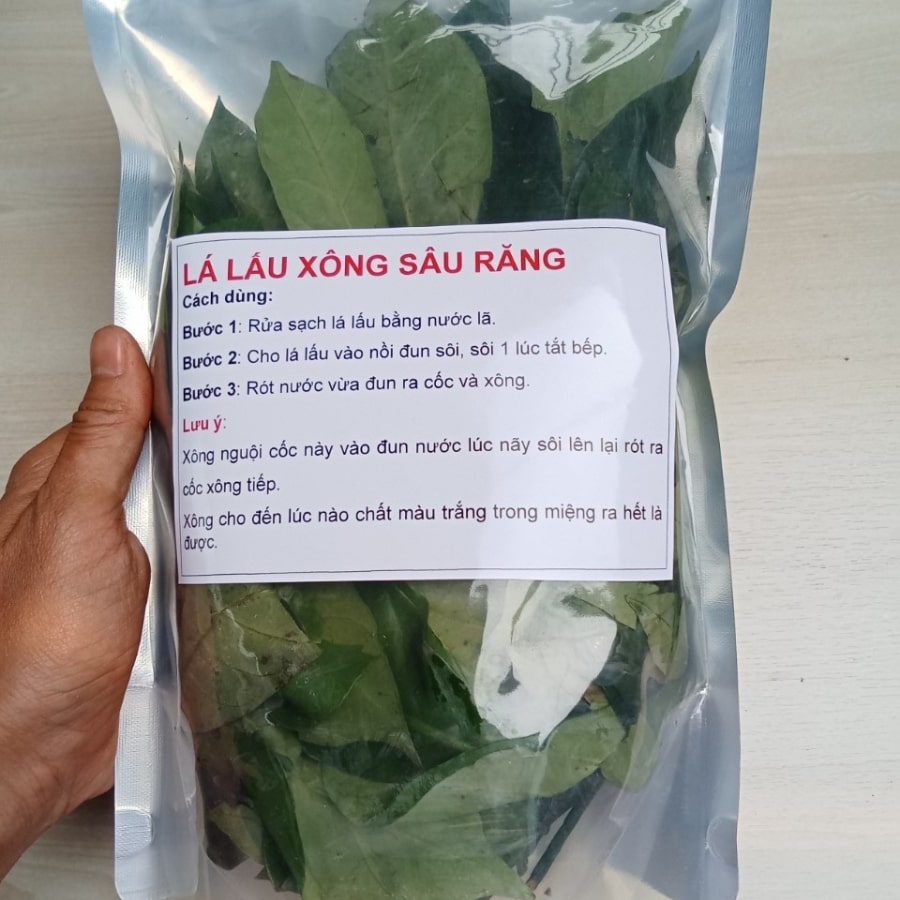 LÁ LẤU XÔNG SÂU RĂNG
Cách dùng:
Bước 1: Rửa sạch lá lấu bằng nước lã.
Bước 2: Cho lá lấu vào nồi đun sôi, sôi 1 lúc tắt bếp.
Bước 3: Rót nước vừa đun ra cốc và xông.
Lưu ý:
Xông nguội cốc này vào đun nước lúc nãy sôi lên lại rót ra
cốc xông tiếp.
Xông cho đến lúc nào chất màu trắng trong miệng ra hết là
được.